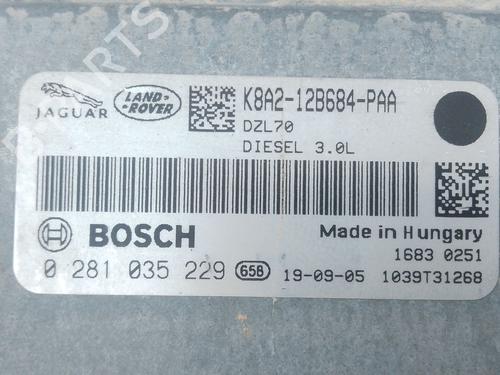 JAGUAR
LAND-
-ROVER
K8A2-12B684-PAA
DZL70
DIESEL 3.0L
BOSCH
Made in Hungary
1683 0251
0 281 035 229 65B 19-09-05 1039T31268